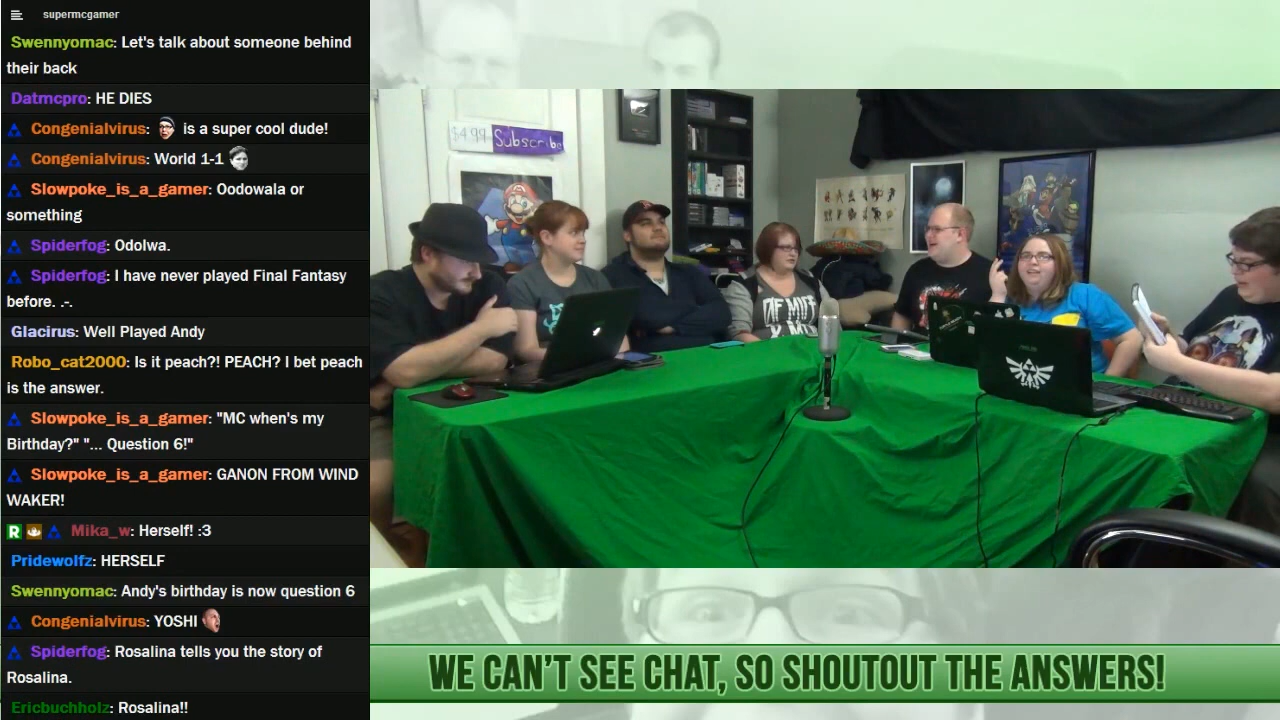 supermcgamer
Swennyomac: Let's talk about someone behind
their back
Datmcpro: HE DIES
Congenialvirus: is a super cool dude!
Congenialvirus: World 1-1
Slowpoke_is_a_gamer: Oodowala or
something
Spiderfog: Odolwa.
Spiderfog: I have never played Final Fantasy
before. .-.
Glacirus: Well Played Andy
Robo_cat2000: Is it peach?! PEACH? I bet peach
is the answer.
Slowpoke_is_a_gamer: "MC when's my
Birthday?" "... Question 6!"
Slowpoke_is_a_gamer: GANON FROM WIND
WAKER!
R Mika_w: Herself! :3
Pridewolfz: HERSELF
Swennyomac: Andy's birthday is now question 6
Congenialvirus: YOSHI
Spiderfog: Rosalina tells you the story of
Rosalina.
Ericbuchholz: Rosalina!!
$4.99 Subscribe
WE CAN'T SEE CHAT, SO SHOUTOUT THE ANSWERS!